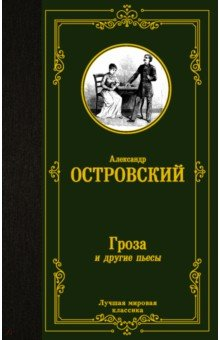 Александр
ОСТРОВСКИЙ
Гроза
и другие пьесы
Лучшая мировая
классика